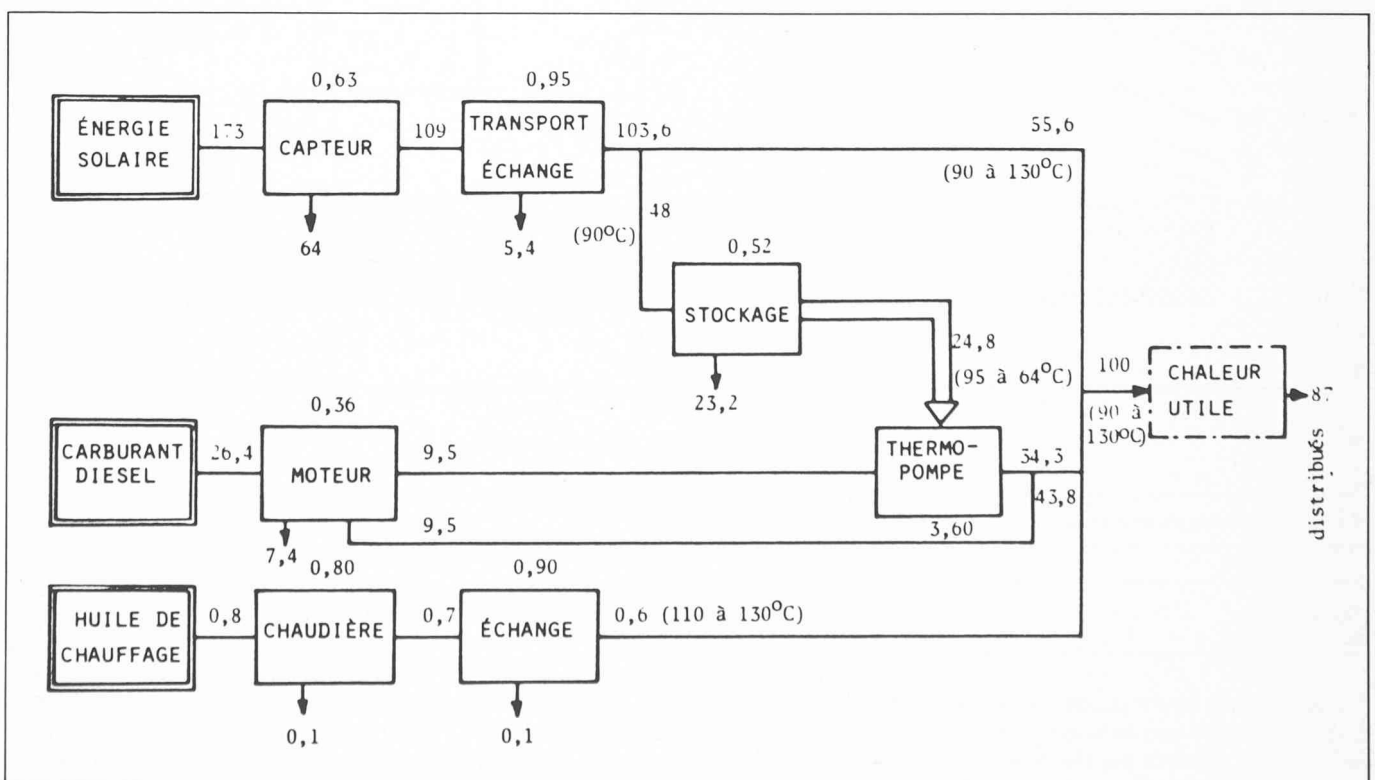 0,63
0,95
ÉNERGIE
SOLAIRE
173
CAPTEUR
109
TRANSPORT
ÉCHANGE
103,6
55,6
(90 à 130°C)
64
5,4
48
(90°C)
0,52
STOCKAGE
23,2
24,8
(95 à 64°C)
100
(90 à
130°C)
CHALEUR
UTILE
87
distribués
0,36
CARBURANT
DIESEL
26,4
MOTEUR
9,5
THERMO-
POMPE
34,3
43,8
9,5
3,60
7,4
0,80
0,90
HUILE DE
CHAUFFAGE
0,8
CHAUDIÈRE
0,7
ÉCHANGE
0,6 (110 à 130°C)
0,1
0,1